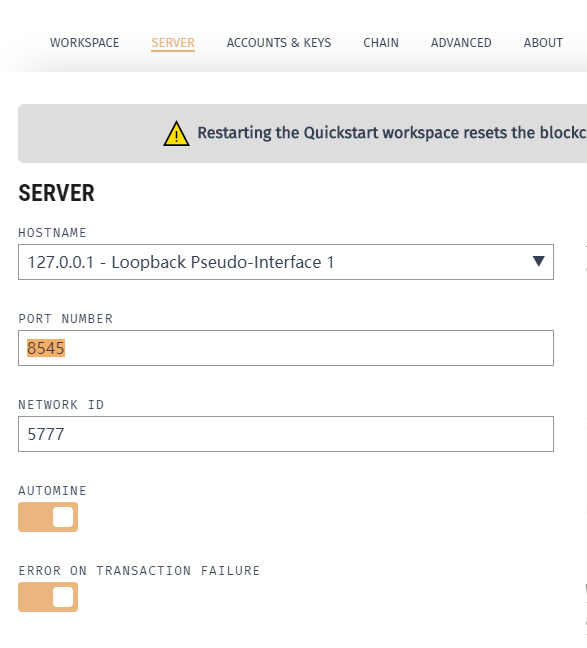 WORKSPACE SERVER ACCOUNTS & KEYS CHAIN ADVANCED ABOUT
Restarting the Quickstart workspace resets the
SERVER
HOSTNAME
127.0.0.1 - Loopback Pseudo-Interface 1
PORT NUMBER
8545
NETWORK ID
5777
AUTOMINE
ERROR ON TRANSACTION FAILURE